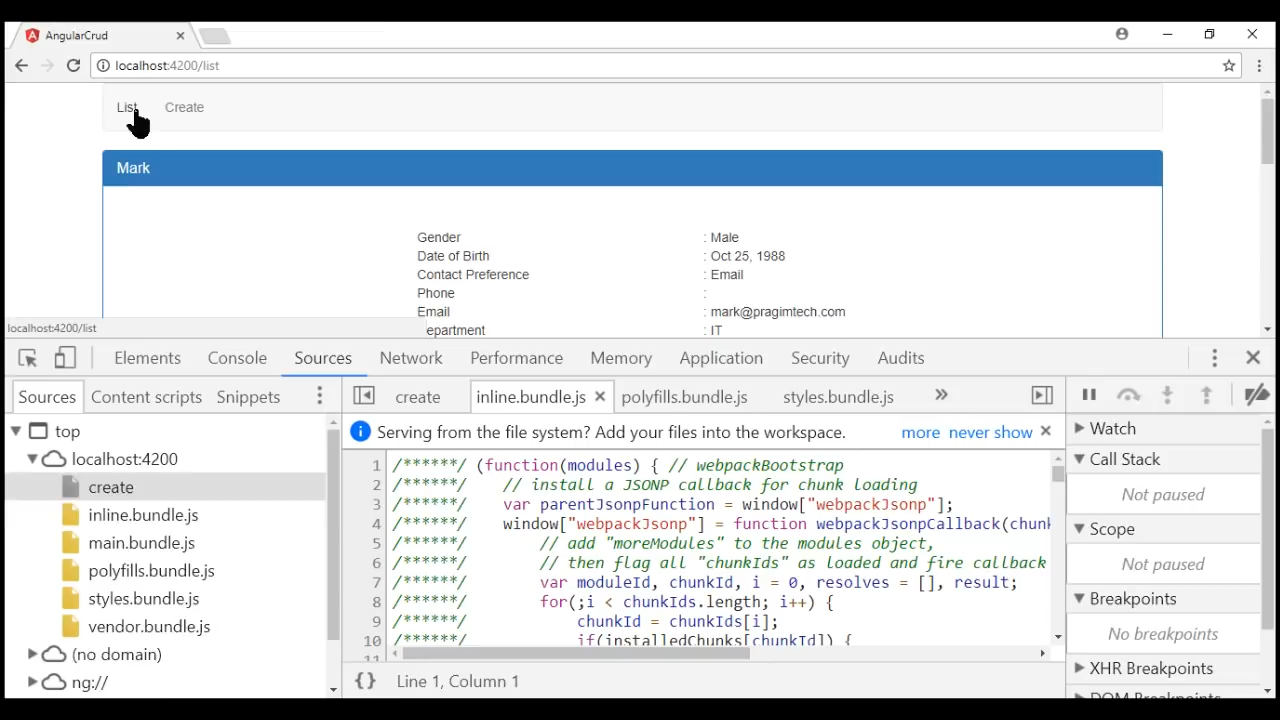 AngularCrud
localhost:4200/list
List Create
Mark
Gender : Male
Date of Birth : Oct 25, 1988
Contact Preference : Email
Phone :
Email : mark@pragimtech.com
epartment : IT
localhost:4200/list
Elements Console Sources Network Performance Memory Application Security Audits
Sources Content scripts Snippets create inline.bundle.js polyfills.bundle.js styles.bundle.js »
Serving from the file system? Add your files into the workspace. more never show
top
localhost:4200
create
inline.bundle.js
main.bundle.js
polyfills.bundle.js
styles.bundle.js
vendor.bundle.js
(no domain)
ng://
1 /******/ (function(modules) { // webpackBootstrap
2 /******/ // install a JSONP callback for chunk loading
3 /******/ var parentJsonpFunction = window["webpackJsonp"];
4 /******/ window["webpackJsonp"] = function webpackJsonpCallback(chunk
5 /******/ // add "moreModules" to the modules object,
6 /******/ // then flag all "chunkIds" as loaded and fire callback
7 /******/ var moduleId, chunkId, i = 0, resolves = [], result;
8 /******/ for(;i < chunkIds.length; i++) {
9 /******/ chunkId = chunkIds[i];
10 /******/ if(installedChunks[chunkId]) {
11
{} Line 1, Column 1
Watch
Call Stack
Not paused
Scope
Not paused
Breakpoints
No breakpoints
XHR Breakpoints
DOM Breakpoints